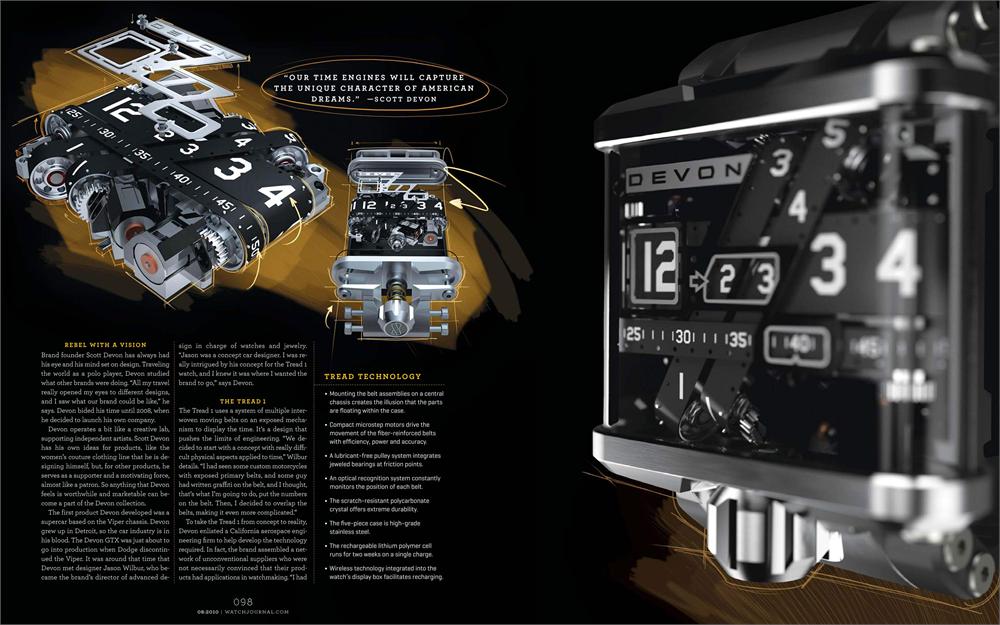 DEVON
12
2 3
3
4
3
4
25
30
35
40
45
50
1
"OUR TIME ENGINES WILL CAPTURE
THE UNIQUE CHARACTER OF AMERICAN
DREAMS." —SCOTT DEVON
12 2 3 3 4
REBEL WITH A VISION
Brand founder Scott Devon has always had
his eye and his mind set on design. Traveling
the world as a polo player, Devon studied
what other brands were doing. "All my travel
really opened my eyes to different designs,
and I saw what our brand could be like," he
says. Devon bided his time until 2008, when
he decided to launch his own company.
Devon operates a bit like a creative lab,
supporting independent artists. Scott Devon
has his own ideas for products, like the
women's couture clothing line that he is de-
signing himself, but, for other products, he
serves as a supporter and a motivating force,
almost like a patron. So anything that Devon
feels is worthwhile and marketable can be-
come a part of the Devon collection.
The first product Devon developed was a
supercar based on the Viper chassis. Devon
grew up in Detroit, so the car industry is in
his blood. The Devon GTX was just about to
go into production when Dodge discontin-
ued the Viper. It was around that time that
Devon met designer Jason Wilbur, who be-
came the brand's director of advanced de-
sign in charge of watches and jewelry.
"Jason was a concept car designer. I was re-
ally intrigued by his concept for the Tread 1
watch, and I knew it was where I wanted the
brand to go," says Devon.
THE TREAD 1
The Tread 1 uses a system of multiple inter-
woven moving belts on an exposed mecha-
nism to display the time. It's a design that
pushes the limits of engineering. "We de-
cided to start with a concept with really diffi-
cult physical aspects applied to time," Wilbur
details. "I had seen some custom motorcycles
with exposed primary belts, and some guy
had written graffiti on the belt, and I thought,
that's what I'm going to do, put the numbers
on the belt. Then, I decided to overlap the
belts, making it even more complicated."
To take the Tread 1 from concept to reality,
Devon enlisted a California aerospace engi-
neering firm to help develop the technology
required. In fact, the brand assembled a net-
work of unconventional suppliers who were
not necessarily convinced that their prod-
ucts had applications in watchmaking. "I had
TREAD TECHNOLOGY
• Mounting the belt assemblies on a central
chassis creates the illusion that the parts
are floating within the case.
• Compact microstep motors drive the
movement of the fiber-reinforced belts
with efficiency, power and accuracy.
• A lubricant-free pulley system integrates
jeweled bearings at friction points.
• An optical recognition system constantly
monitors the position of each belt.
• The scratch-resistant polycarbonate
crystal offers extreme durability.
• The five-piece case is high-grade
stainless steel.
• The rechargeable lithium polymer cell
runs for two weeks on a single charge.
• Wireless technology integrated into the
watch's display box facilitates recharging.
098
08.2010 | WATCHJOURNAL.COM
DEVON
5
3
4
12
2 3
3 4
25 30 35 40 45
1